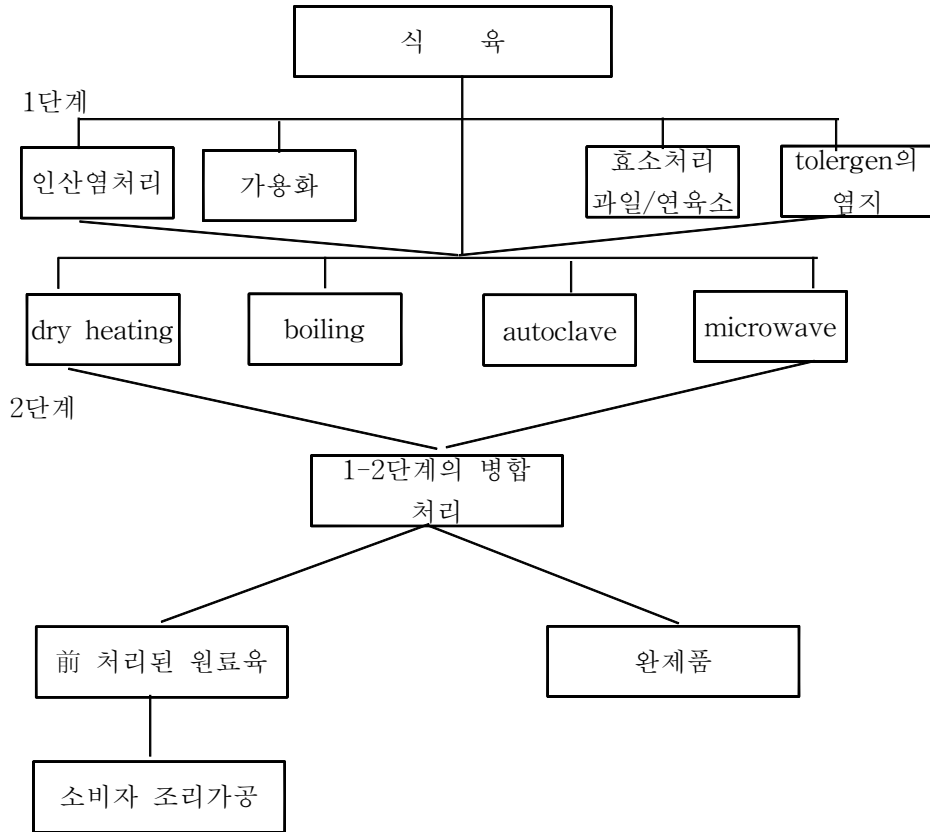 식 육
1단계
인산염처리
가용화
효소처리
과일/연육소
tolergen의
염지
dry heating
boiling
autoclave
microwave
2단계
1-2단계의 병합
처리
前 처리된 원료육
완제품
소비자 조리가공